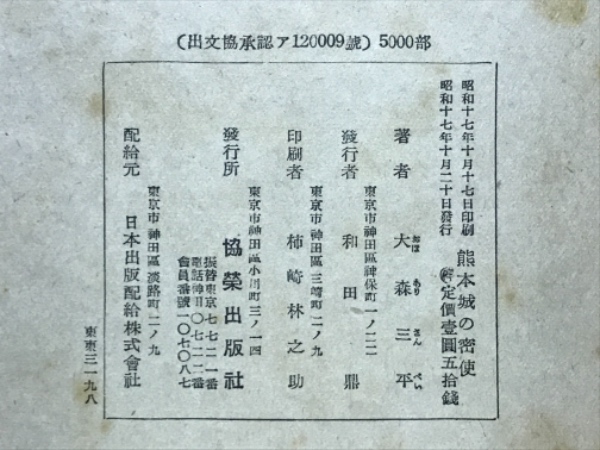 (出文協承認ア120009號) 5000部
昭和十七年十月十七日印刷
昭和十七年十月二十日發行
熊本城の密使
定價壹圓五拾錢
著者 大森三平
おほ もり さん ぺい
東京市神田區神保町一ノ三二
發行者 和田鼎
東京市神田區三崎町二ノ九
印刷者 柿崎林之助
東京市神田區小川町三ノ一四
發行所 協榮出版社
振替東京七七二一番
電話神田〇七二二番
會員番號一〇七〇八七
東京市神田區淡路町二ノ九
配給元 日本出版配給株式會社
東東三一九八